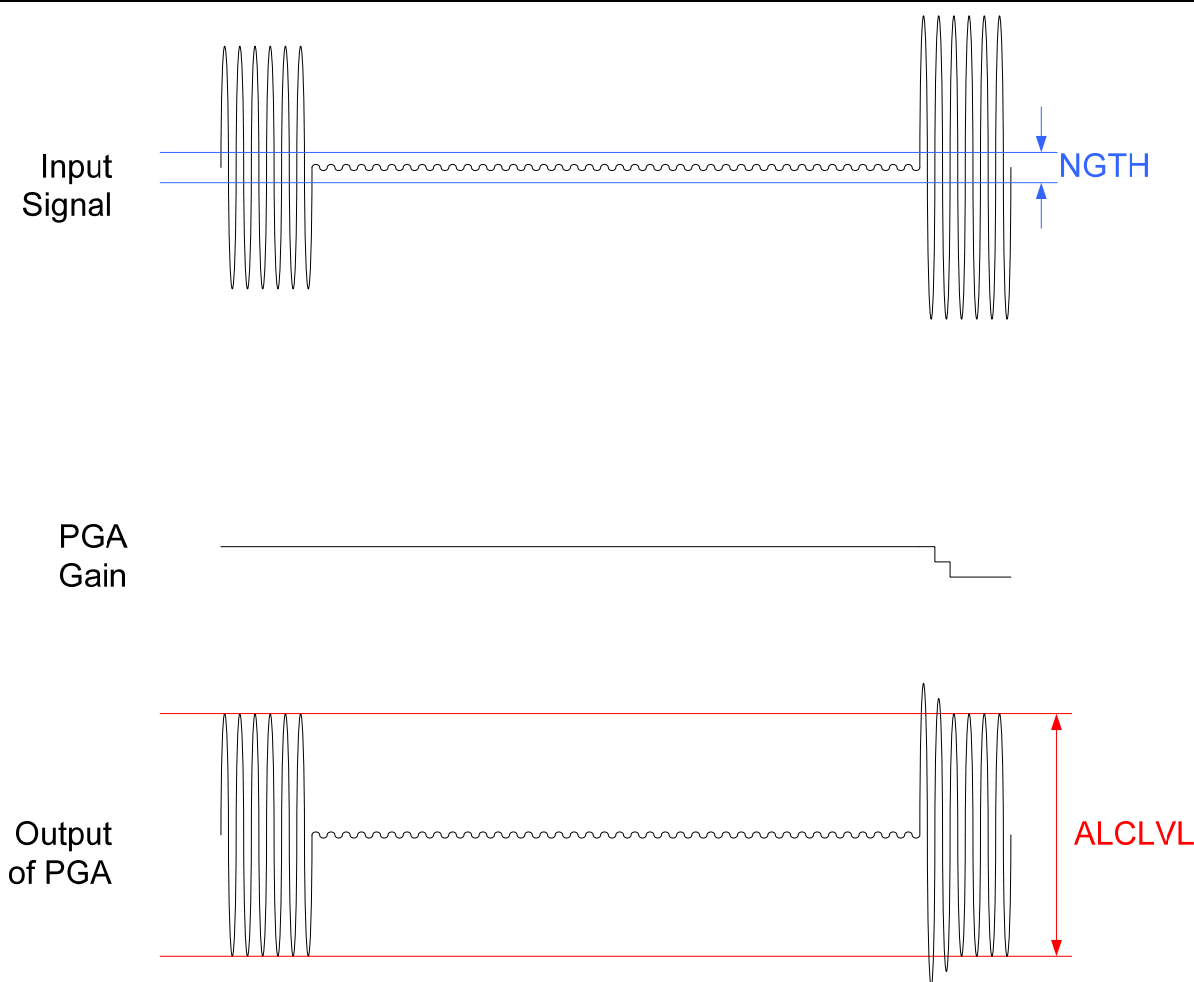 Input
Signal
NGTH
PGA
Gain
Output
of PGA
ALCLVL